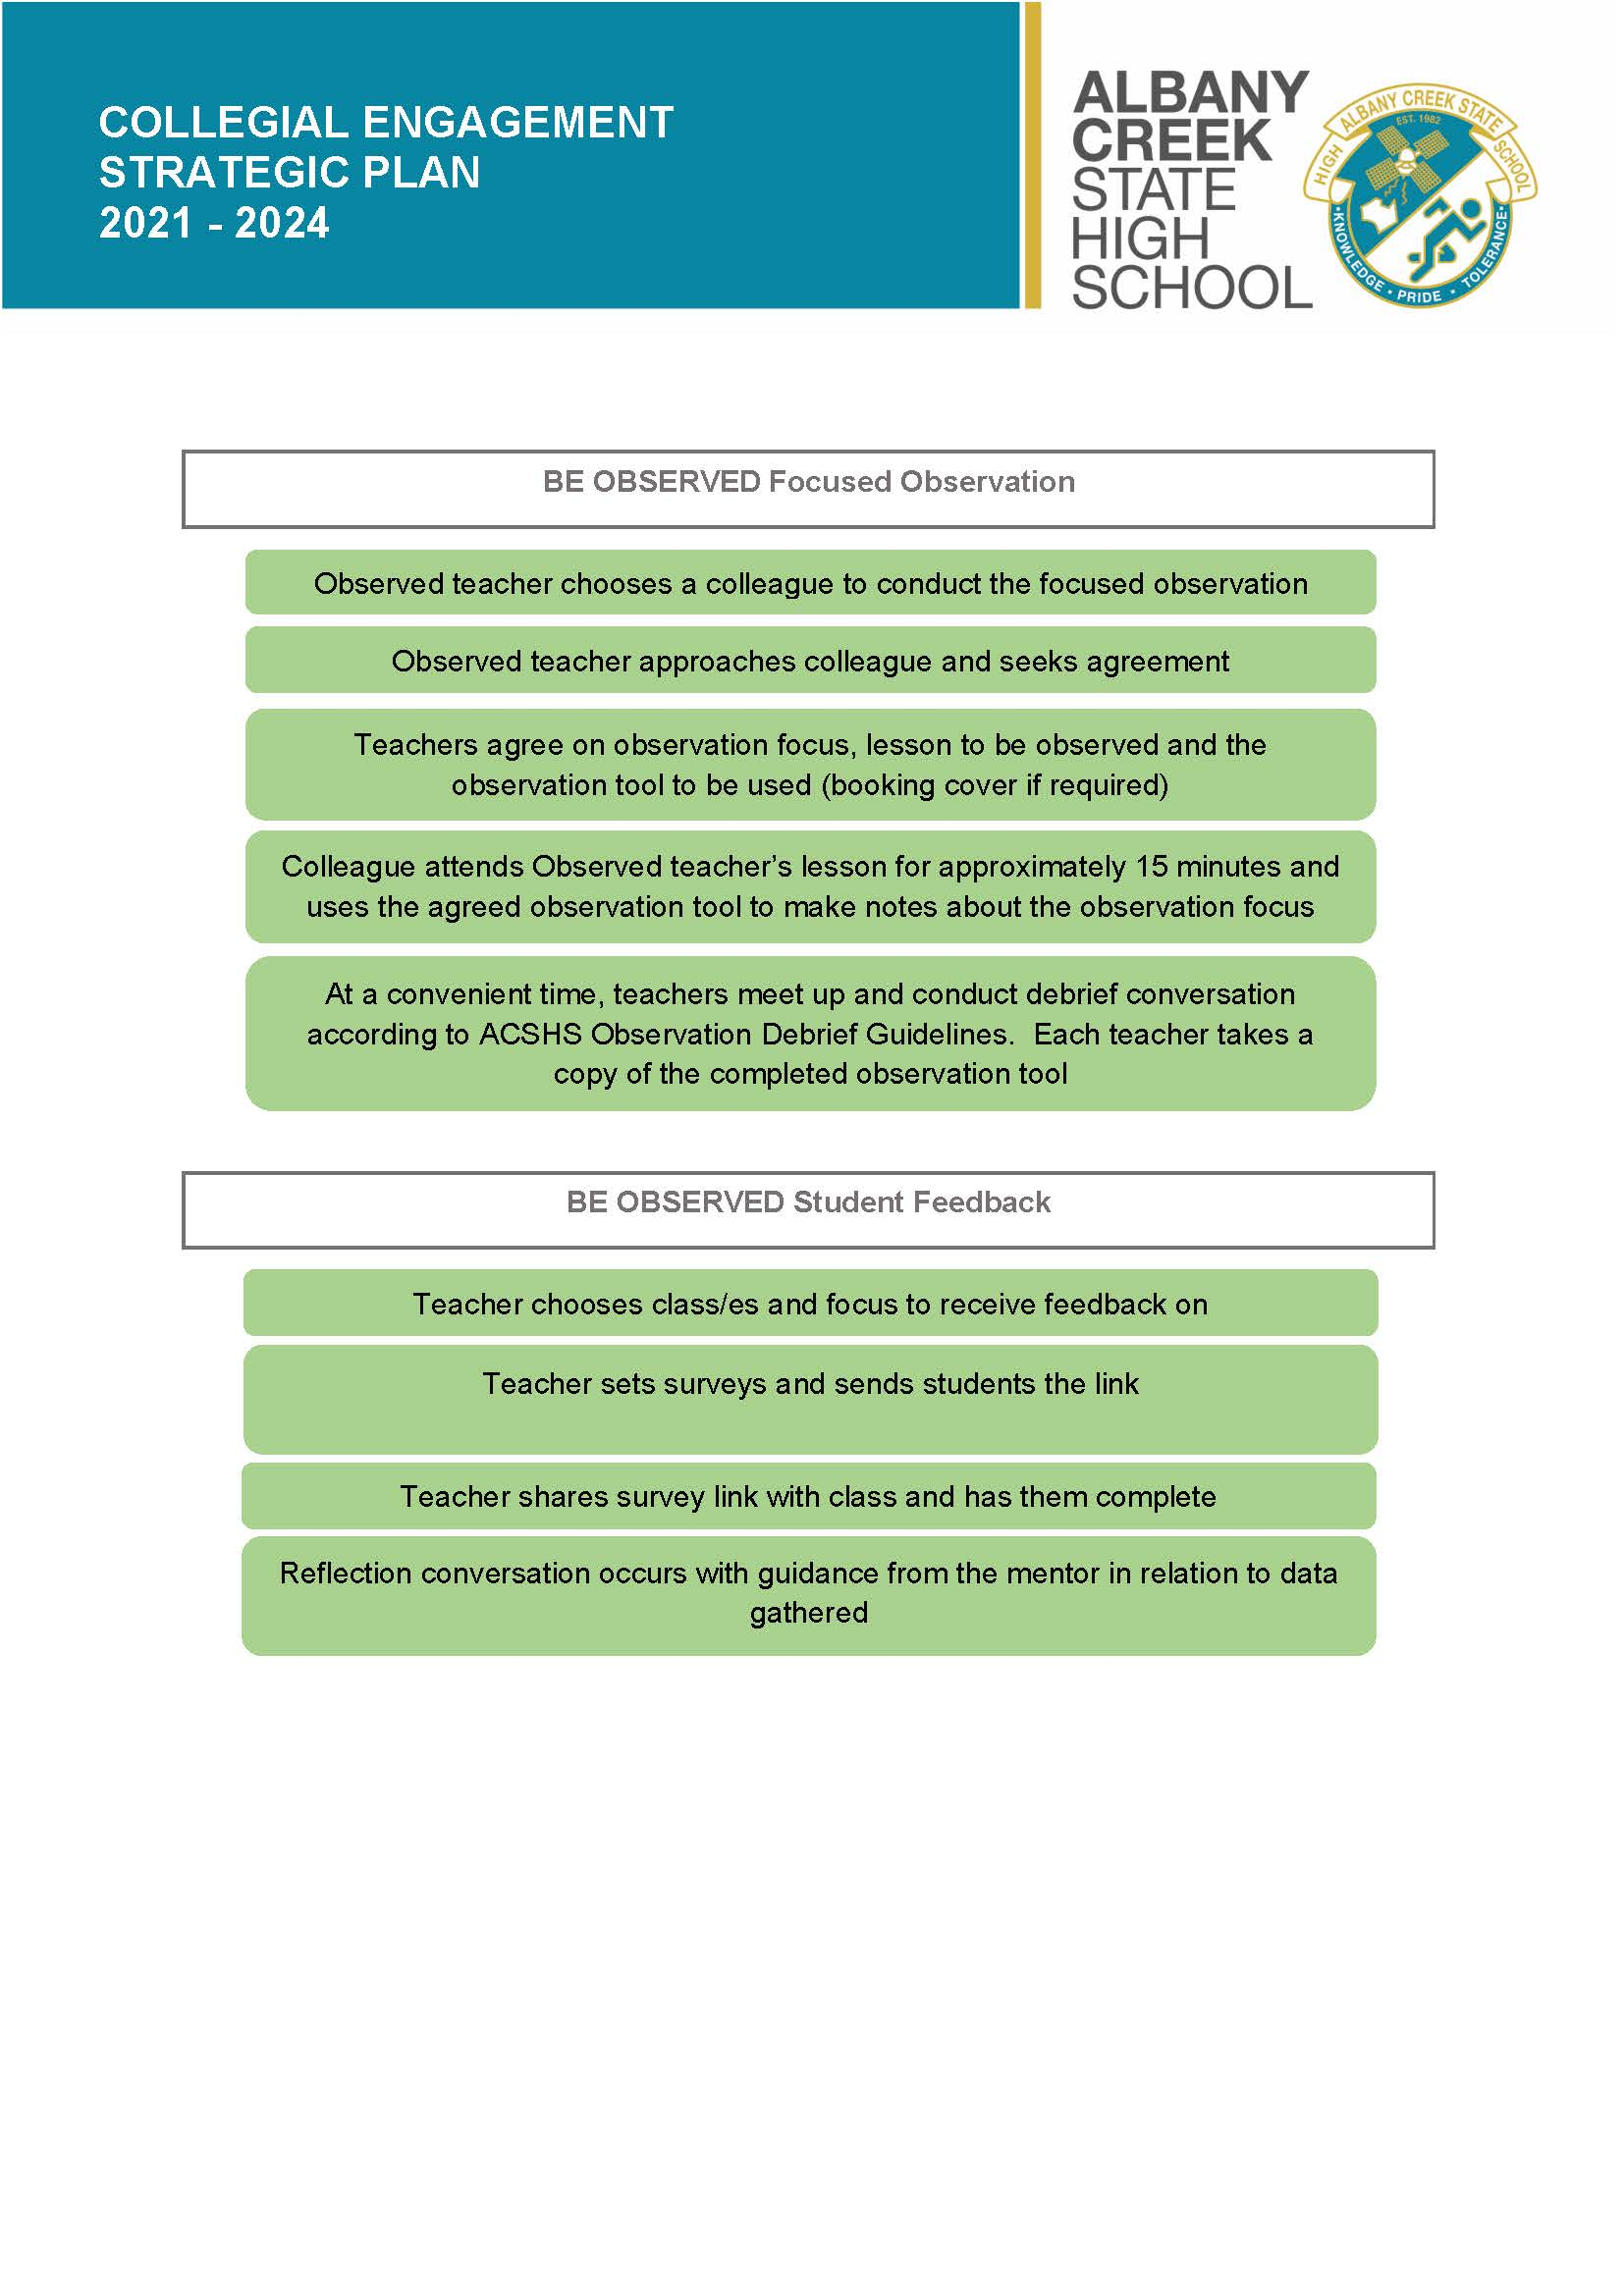 COLLEGIAL ENGAGEMENT
STRATEGIC PLAN
2021 - 2024
ALBANY
CREEK
STATE
HIGH
SCHOOL
HIGH ALBANY CREEK STATE SCHOOL
EST. 1982
•KNOWLEDGE • PRIDE • TOLERANCE•
BE OBSERVED Focused Observation
Observed teacher chooses a colleague to conduct the focused observation
Observed teacher approaches colleague and seeks agreement
Teachers agree on observation focus, lesson to be observed and the
observation tool to be used (booking cover if required)
Colleague attends Observed teacher’s lesson for approximately 15 minutes and
uses the agreed observation tool to make notes about the observation focus
At a convenient time, teachers meet up and conduct debrief conversation
according to ACSHS Observation Debrief Guidelines.  Each teacher takes a
copy of the completed observation tool
BE OBSERVED Student Feedback
Teacher chooses class/es and focus to receive feedback on
Teacher sets surveys and sends students the link
Teacher shares survey link with class and has them complete
Reflection conversation occurs with guidance from the mentor in relation to data
gathered